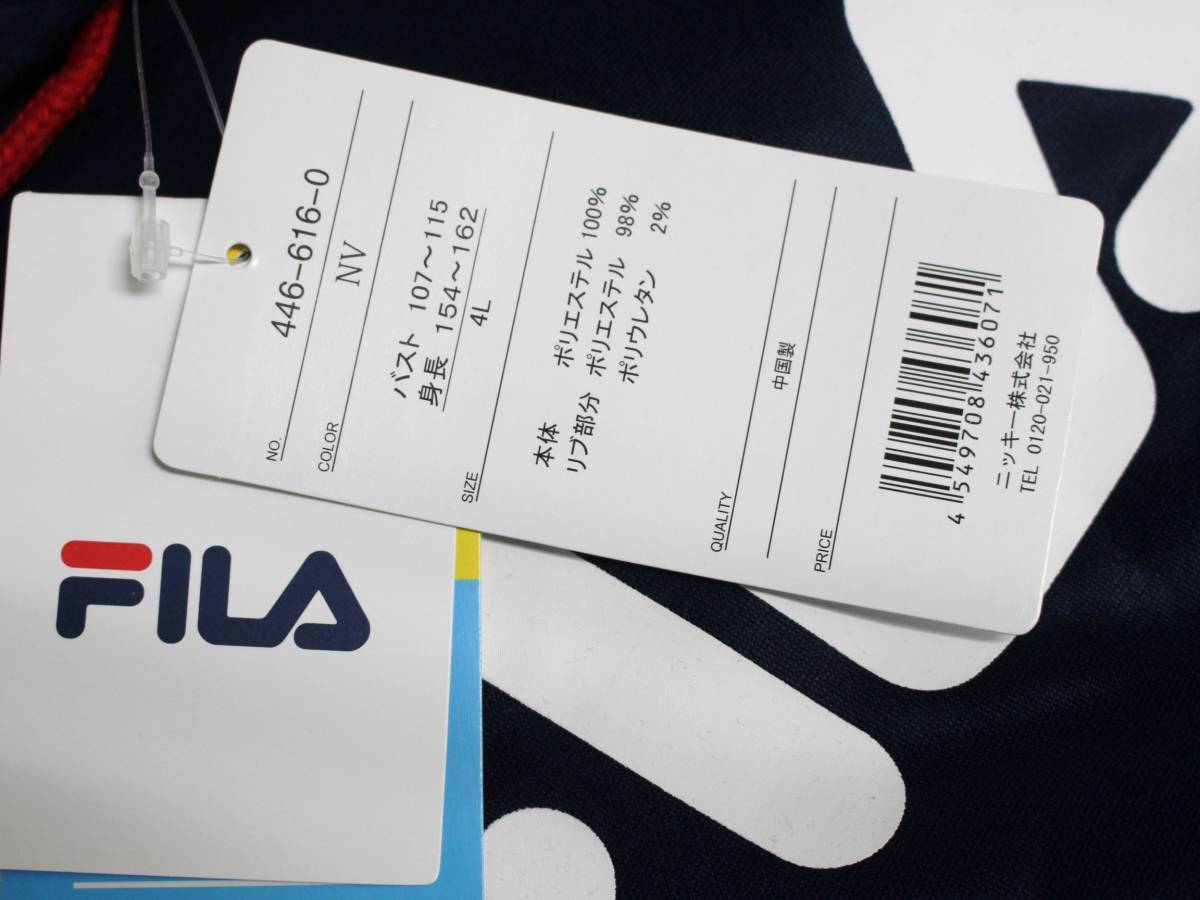 NO. 446-616-0
COLOR NV
バスト 107～115
身長 154～162
SIZE 4L
本体 ポリエステル 100%
リブ部分 ポリエステル 98%
ポリウレタン 2%
QUALITY
中国製
PRICE
4 549708 436071
ニッキー株式会社
TEL 0120-021-950
FILA